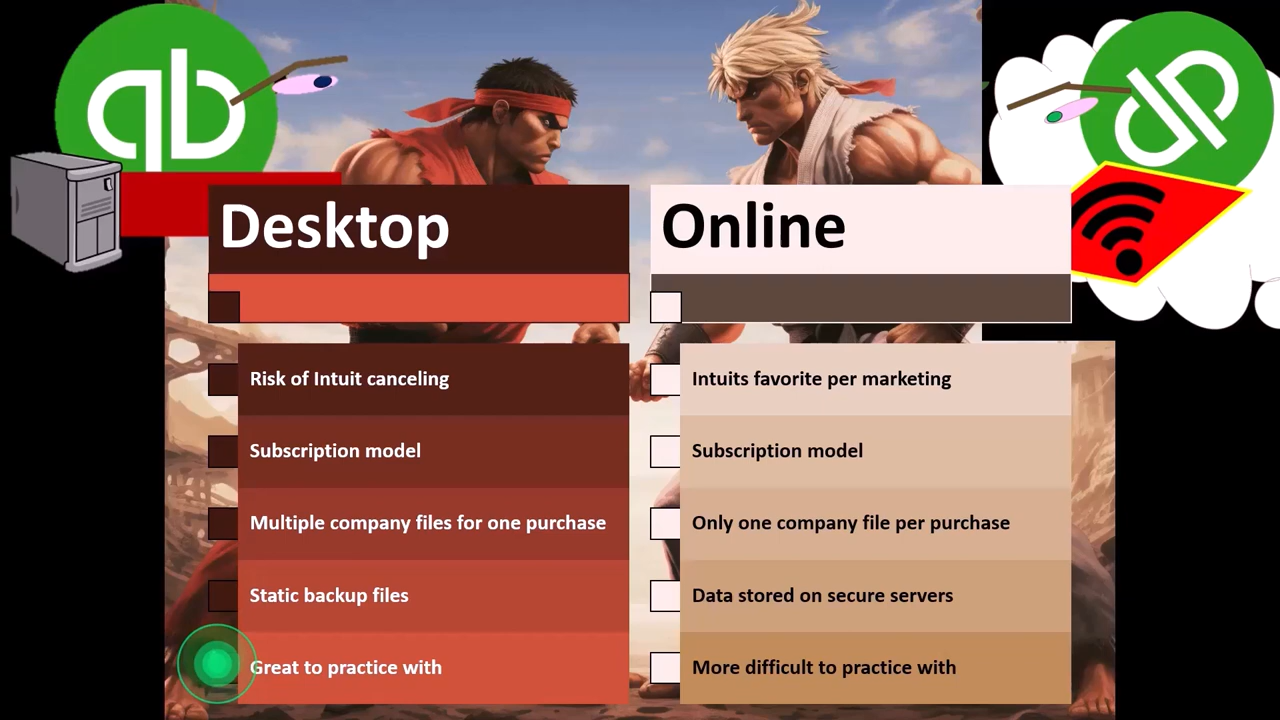 qb
Desktop
Online
Risk of Intuit canceling
Intuits favorite per marketing
Subscription model
Subscription model
Multiple company files for one purchase
Only one company file per purchase
Static backup files
Data stored on secure servers
Great to practice with
More difficult to practice with
qb